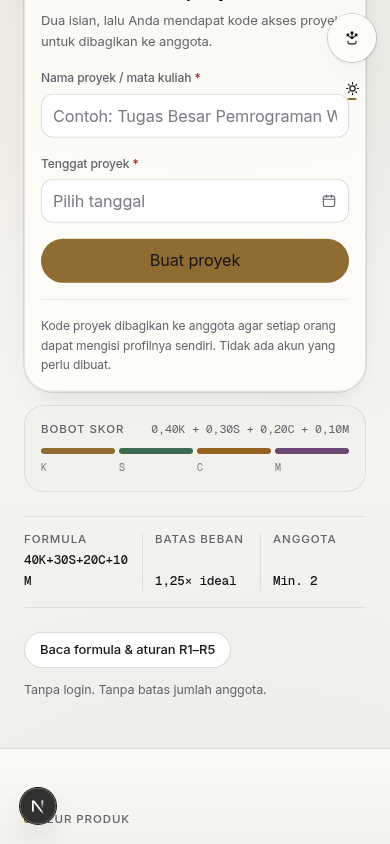 Dua isian, lalu Anda mendapat kode akses proyek
untuk dibagikan ke anggota.
Nama proyek / mata kuliah *
Contoh: Tugas Besar Pemrograman W
Tenggat proyek *
Pilih tanggal
Buat proyek
Kode proyek dibagikan ke anggota agar setiap orang
dapat mengisi profilnya sendiri. Tidak ada akun yang
perlu dibuat.
BOBOT SKOR 0,40K + 0,30S + 0,20C + 0,10M
K S C M
FORMULA BATAS BEBAN ANGGOTA
40K+30S+20C+10
M 1,25× ideal Min. 2
Baca formula & aturan R1–R5
Tanpa login. Tanpa batas jumlah anggota.
N
UR PRODUK